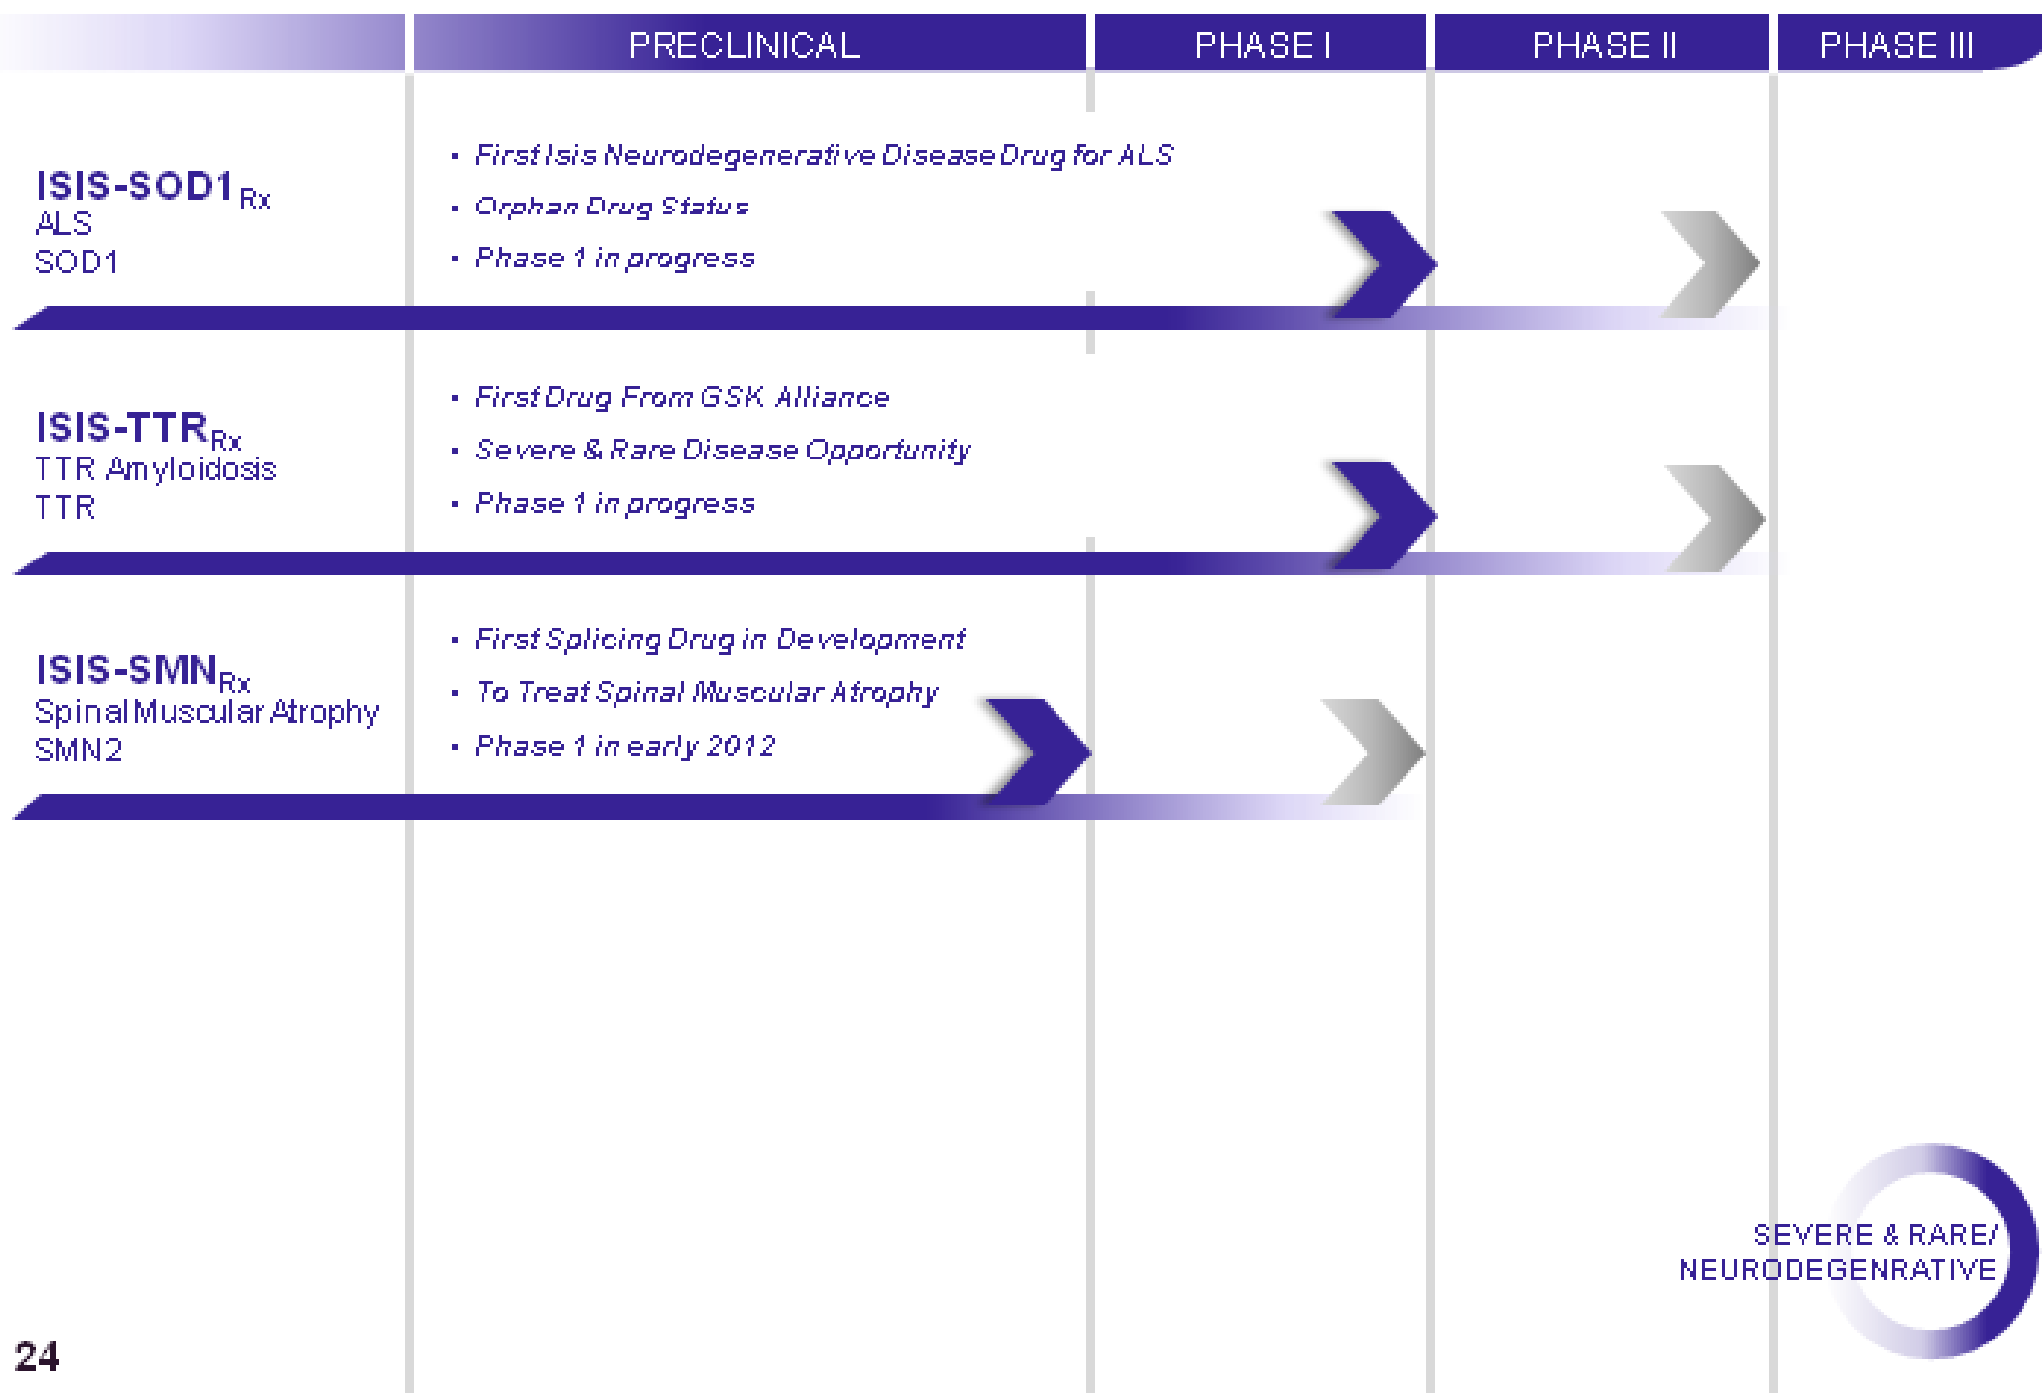 PRECLINICAL PHASE I PHASE II PHASE III
ISIS-SOD1Rx
ALS
SOD1
▪ First Isis Neurodegenerative Disease Drug for ALS
▪ Orphan Drug Status
▪ Phase 1 in progress
ISIS-TTRRx
TTR Amyloidosis
TTR
▪ First Drug From GSK Alliance
▪ Severe & Rare Disease Opportunity
▪ Phase 1 in progress
ISIS-SMNRx
Spinal Muscular Atrophy
SMN2
▪ First Splicing Drug in Development
▪ To Treat Spinal Muscular Atrophy
▪ Phase 1 in early 2012
SEVERE & RARE/
NEURODEGENRATIVE
24